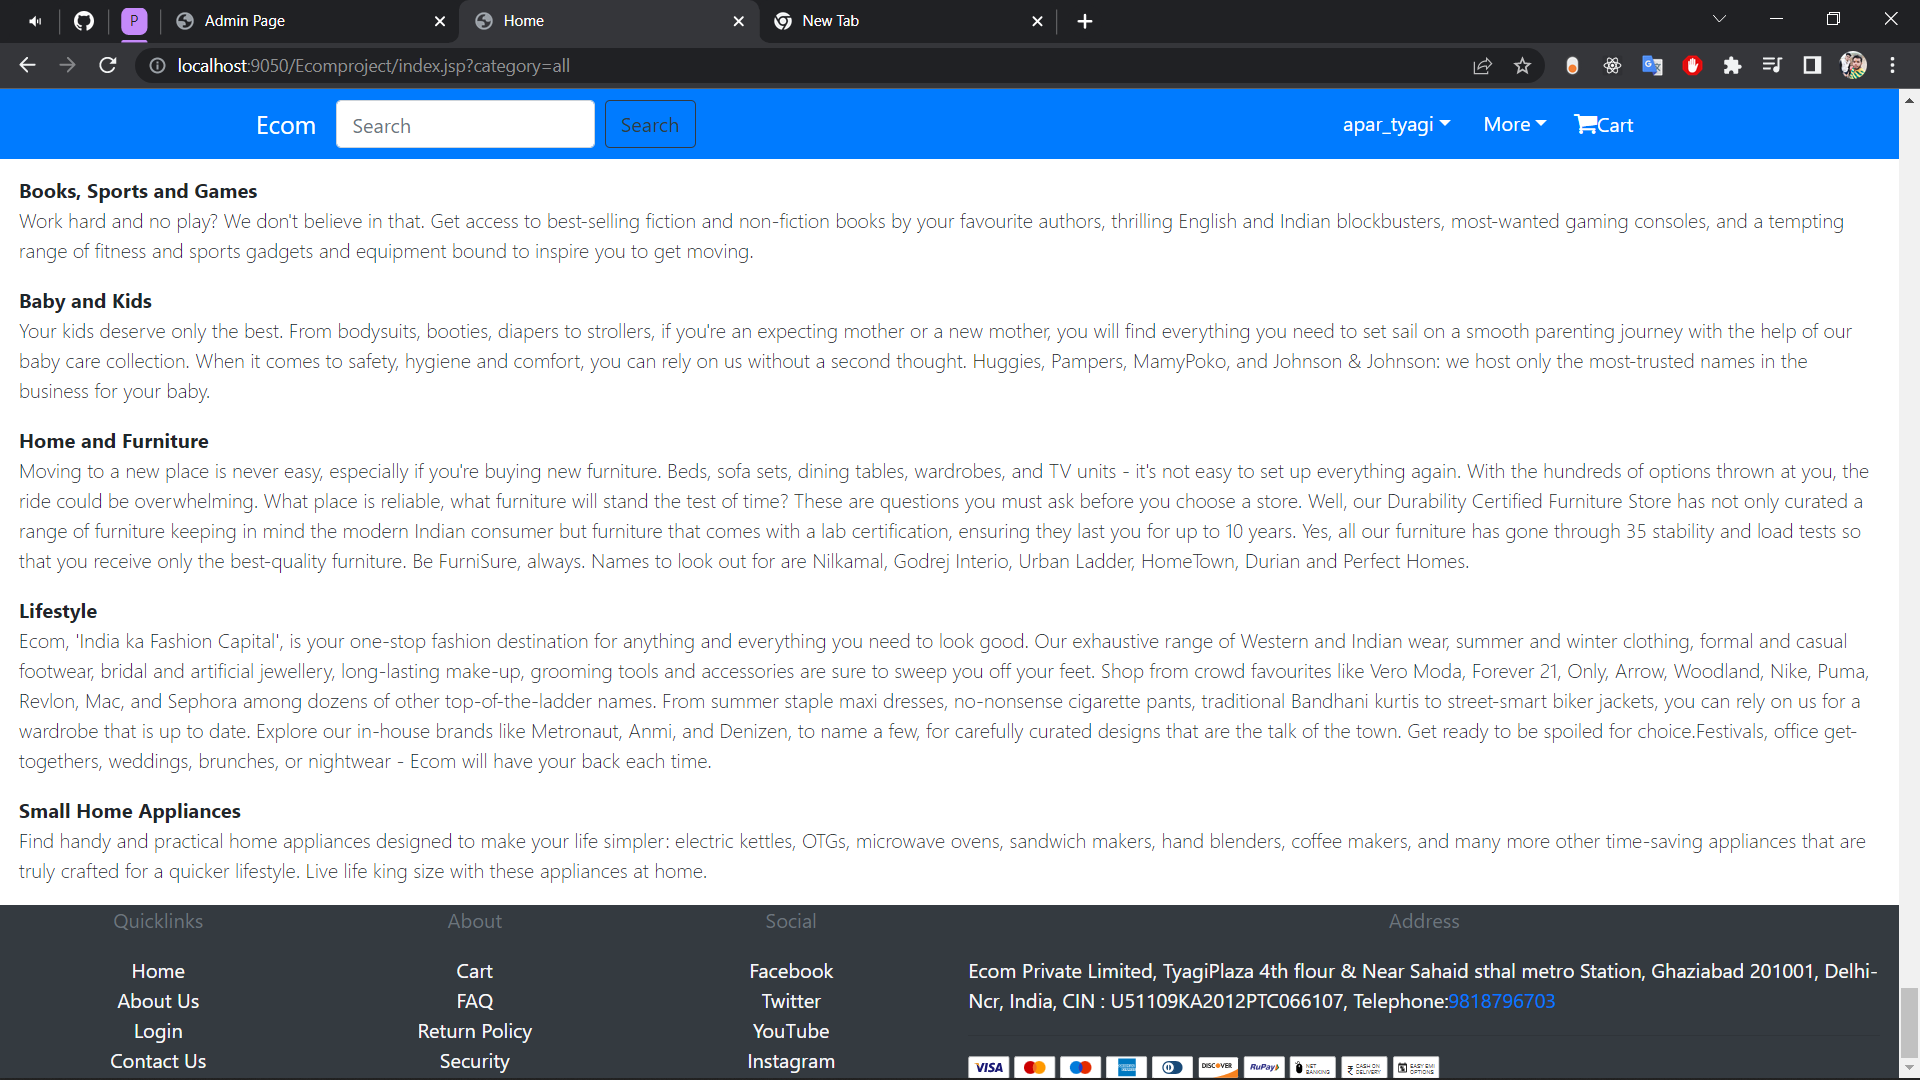 P
Admin Page
Home
New Tab
localhost:9050/Ecomproject/index.jsp?category=all
Ecom
Search
Search
apar_tyagi
More
Cart
Books, Sports and Games
Work hard and no play? We don't believe in that. Get access to best-selling fiction and non-fiction books by your favourite authors, thrilling English and Indian blockbusters, most-wanted gaming consoles, and a tempting
range of fitness and sports gadgets and equipment bound to inspire you to get moving.
Baby and Kids
Your kids deserve only the best. From bodysuits, booties, diapers to strollers, if you're an expecting mother or a new mother, you will find everything you need to set sail on a smooth parenting journey with the help of our
baby care collection. When it comes to safety, hygiene and comfort, you can rely on us without a second thought. Huggies, Pampers, MamyPoko, and Johnson & Johnson: we host only the most-trusted names in the
business for your baby.
Home and Furniture
Moving to a new place is never easy, especially if you're buying new furniture. Beds, sofa sets, dining tables, wardrobes, and TV units - it's not easy to set up everything again. With the hundreds of options thrown at you, the
ride could be overwhelming. What place is reliable, what furniture will stand the test of time? These are questions you must ask before you choose a store. Well, our Durability Certified Furniture Store has not only curated a
range of furniture keeping in mind the modern Indian consumer but furniture that comes with a lab certification, ensuring they last you for up to 10 years. Yes, all our furniture has gone through 35 stability and load tests so
that you receive only the best-quality furniture. Be FurniSure, always. Names to look out for are Nilkamal, Godrej Interio, Urban Ladder, HomeTown, Durian and Perfect Homes.
Lifestyle
Ecom, 'India ka Fashion Capital', is your one-stop fashion destination for anything and everything you need to look good. Our exhaustive range of Western and Indian wear, summer and winter clothing, formal and casual
footwear, bridal and artificial jewellery, long-lasting make-up, grooming tools and accessories are sure to sweep you off your feet. Shop from crowd favourites like Vero Moda, Forever 21, Only, Arrow, Woodland, Nike, Puma,
Revlon, Mac, and Sephora among dozens of other top-of-the-ladder names. From summer staple maxi dresses, no-nonsense cigarette pants, traditional Bandhani kurtis to street-smart biker jackets, you can rely on us for a
wardrobe that is up to date. Explore our in-house brands like Metronaut, Anmi, and Denizen, to name a few, for carefully curated designs that are the talk of the town. Get ready to be spoiled for choice.Festivals, office get-
togethers, weddings, brunches, or nightwear - Ecom will have your back each time.
Small Home Appliances
Find handy and practical home appliances designed to make your life simpler: electric kettles, OTGs, microwave ovens, sandwich makers, hand blenders, coffee makers, and many more other time-saving appliances that are
truly crafted for a quicker lifestyle. Live life king size with these appliances at home.
Quicklinks
Home
About Us
Login
Contact Us
About
Cart
FAQ
Return Policy
Security
Social
Facebook
Twitter
YouTube
Instagram
Address
Ecom Private Limited, TyagiPlaza 4th flour & Near Sahaid sthal metro Station, Ghaziabad 201001, Delhi-
Ncr, India, CIN : U51109KA2012PTC066107, Telephone:9818796703
VISA
DISCOVER
RuPay
NET BANKING
CASH ON DELIVERY
EASY EMI OPTIONS